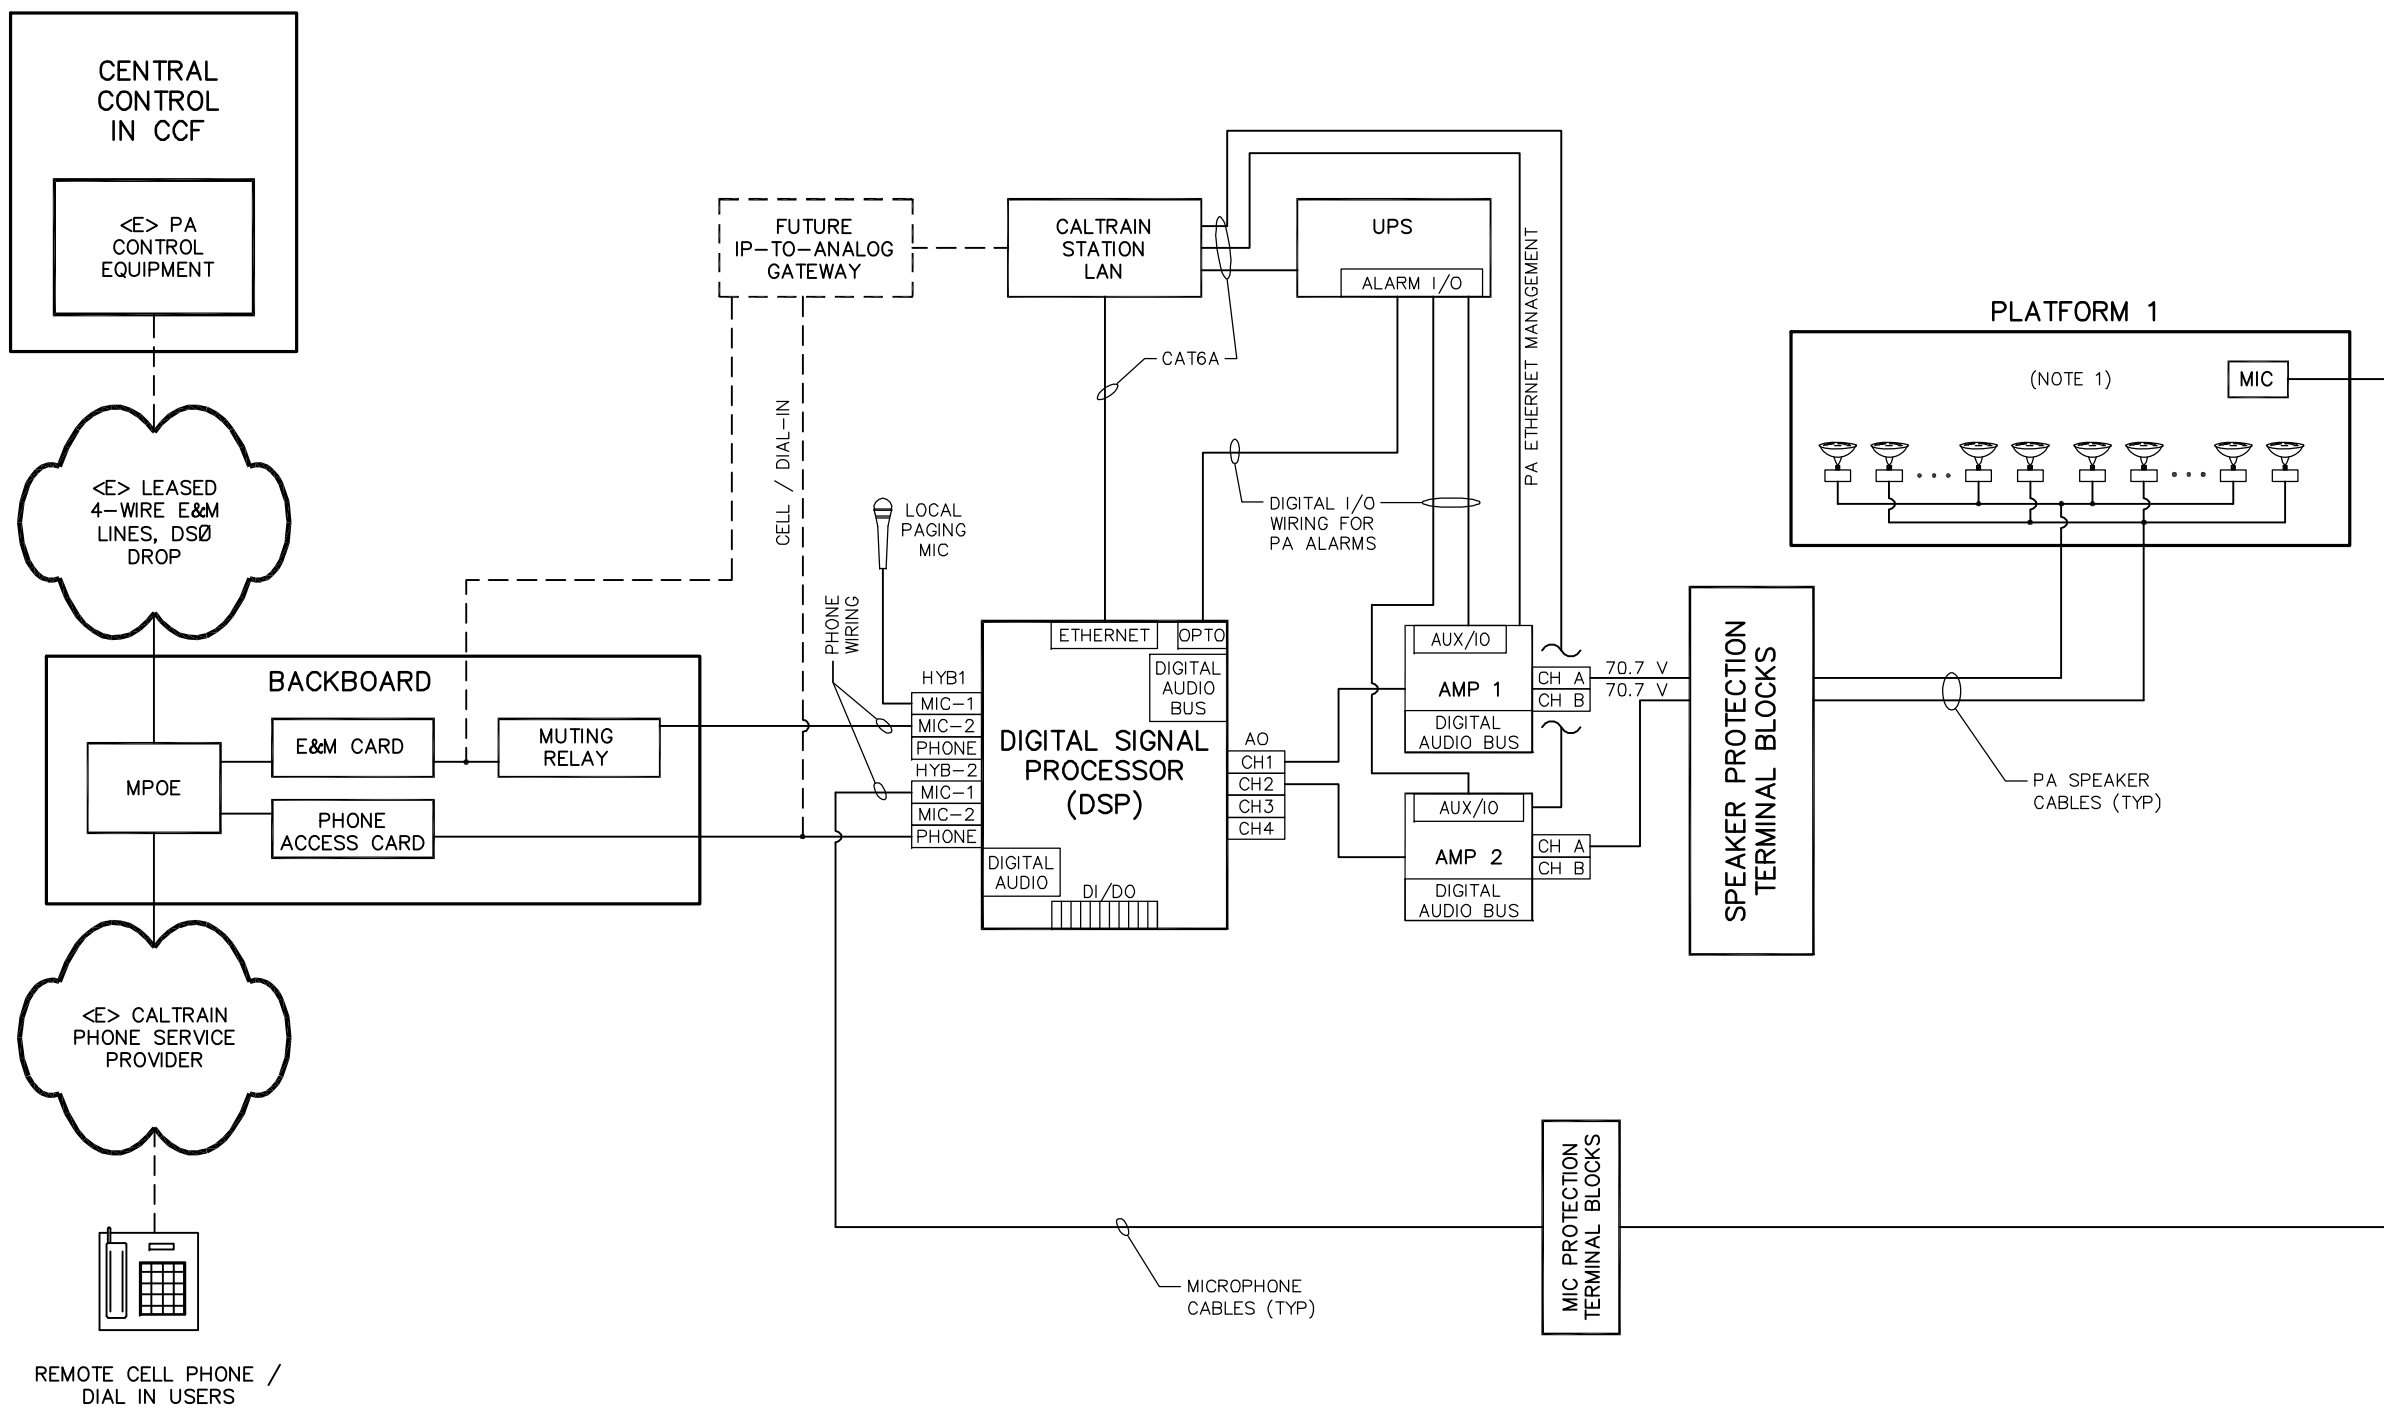 CENTRAL
CONTROL
IN CCF
<E> PA
CONTROL
EQUIPMENT
<E> LEASED
4-WIRE E&M
LINES, DSØ
DROP
BACKBOARD
MPOE
E&M CARD
MUTING
RELAY
PHONE
ACCESS CARD
<E> CALTRAIN
PHONE SERVICE
PROVIDER
REMOTE CELL PHONE /
DIAL IN USERS
FUTURE
IP-TO-ANALOG
GATEWAY
CALTRAIN
STATION
LAN
UPS
ALARM I/O
CAT6A
CELL / DIAL-IN
PHONE
WIRING
LOCAL
PAGING
MIC
DIGITAL I/O
WIRING FOR
PA ALARMS
PA ETHERNET MANAGEMENT
HYB1
MIC-1
MIC-2
PHONE
HYB-2
MIC-1
MIC-2
PHONE
ETHERNET
OPTO
DIGITAL
AUDIO
BUS
DIGITAL SIGNAL
PROCESSOR
(DSP)
DIGITAL
AUDIO
DI/DO
AO
CH1
CH2
CH3
CH4
AUX/IO
AMP 1
DIGITAL
AUDIO BUS
CH A
CH B
70.7 V
70.7 V
AUX/IO
AMP 2
DIGITAL
AUDIO BUS
CH A
CH B
SPEAKER PROTECTION
TERMINAL BLOCKS
PLATFORM 1
(NOTE 1)
MIC
PA SPEAKER
CABLES (TYP)
MICROPHONE
CABLES (TYP)
MIC PROTECTION
TERMINAL BLOCKS